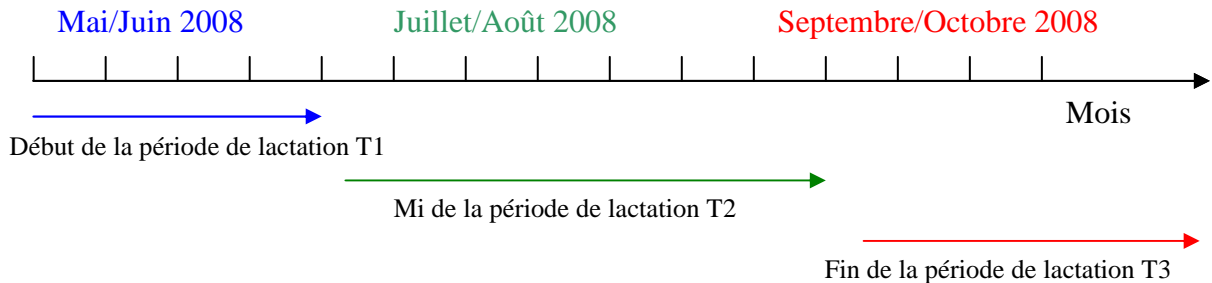 Mai/Juin 2008
Juillet/Août 2008
Septembre/Octobre 2008
Mois
Début de la période de lactation T1
Mi de la période de lactation T2
Fin de la période de lactation T3